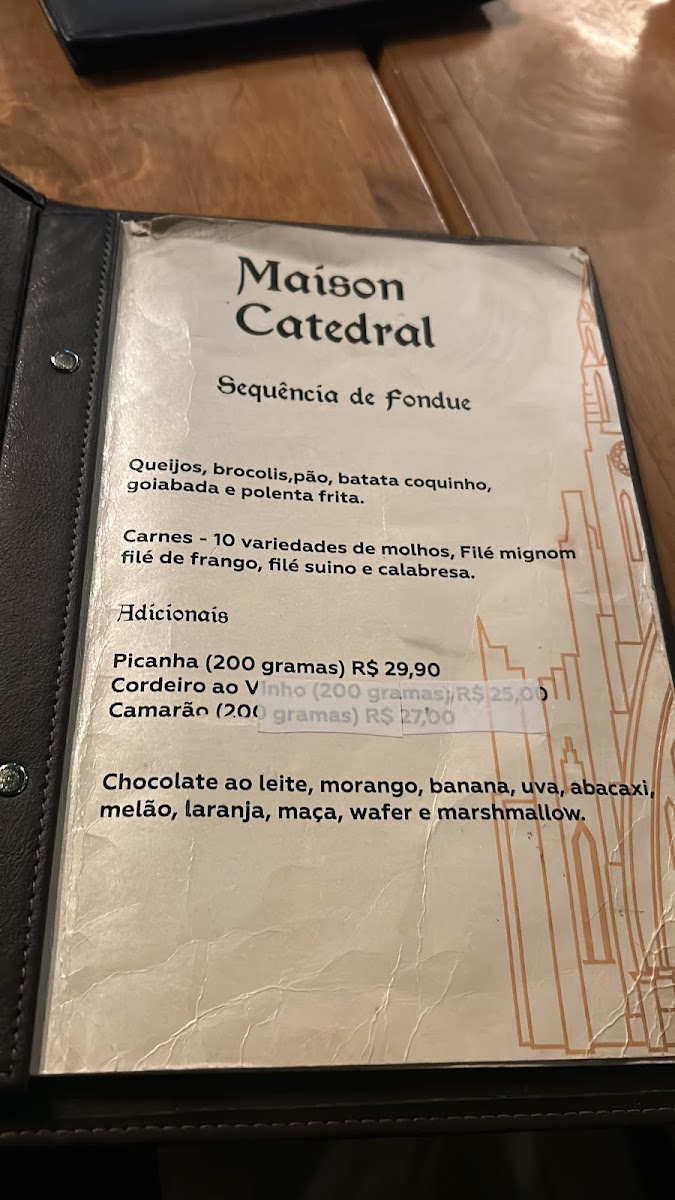 Maison
Catedral
Sequência de Fondue
Queijos, brocolis,pão, batata coquinho,
goiabada e polenta frita.
Carnes - 10 variedades de molhos, Filé mignom
filé de frango, filé suino e calabresa.
Adicionais
Picanha (200 gramas) R$ 29,90
Cordeiro ao Vinho (200 gramas) R$ 25,00
Camarão (200 gramas) R$ 27,00
Chocolate ao leite, morango, banana, uva, abacaxi,
melão, laranja, maça, wafer e marshmallow.